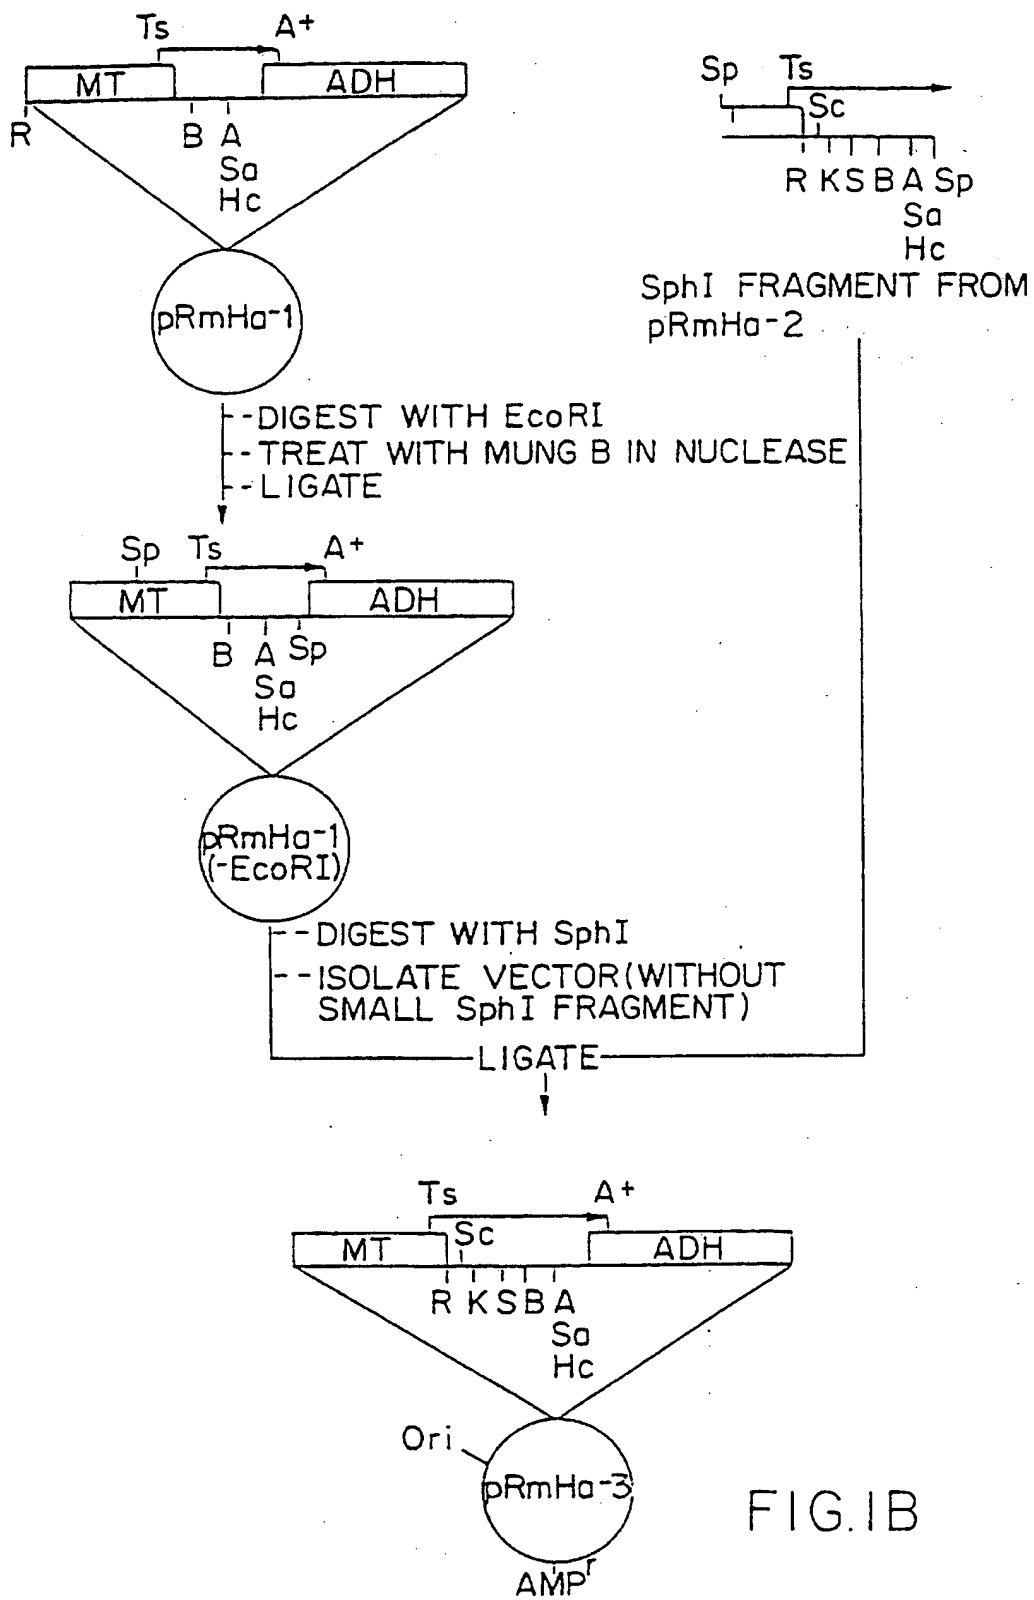 Ts A+
MT ADH
R B A
Sa
Hc
pRmHa-1
Sp Ts
Sc
R K S B A Sp
Sa
Hc
SphI FRAGMENT FROM
pRmHa-2
--DIGEST WITH EcoRI
--TREAT WITH MUNG B IN NUCLEASE
--LIGATE
Sp Ts A+
MT ADH
B A Sp
Sa
Hc
pRmHa-1
(-EcoRI)
--DIGEST WITH SphI
--ISOLATE VECTOR(WITHOUT
SMALL SphI FRAGMENT)
LIGATE
Ts A+
Sc
MT ADH
R K S B A
Sa
Hc
Ori
pRmHa-3
AMPr
FIG.1B